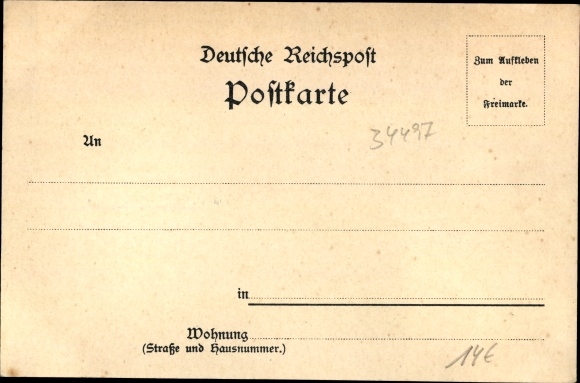 Deutsche Reichspost
Postkarte
Zum Aufkleben
der
Freimarke.
34497
An
in
Wohnung
(Straße und Hausnummer.)
14€